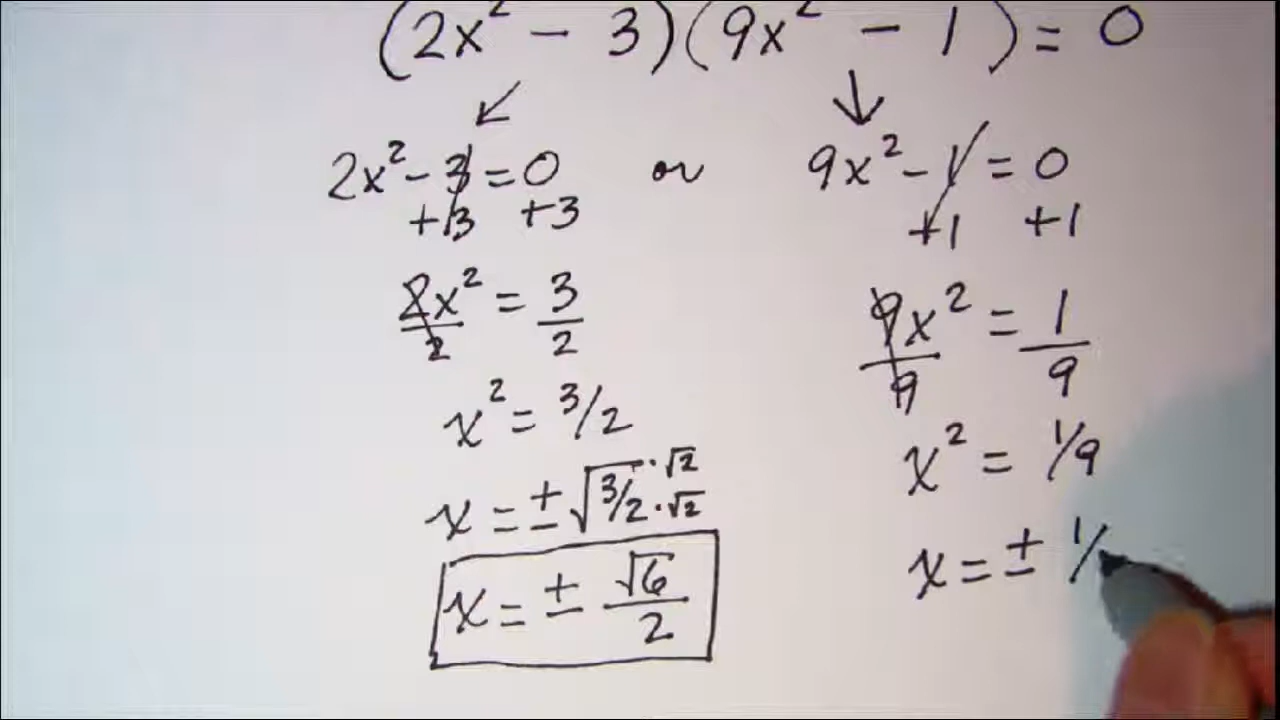 (2x² - 3)(9x² - 1) = 0
↙ ↓
2x² - 3 = 0 or 9x² - 1 = 0
+3 +3 +1 +1
2x²/2 = 3/2 9x²/9 = 1/9
x² = 3/2 x² = 1/9
x = ± √3/2 · √2 · √2 x = ± 1/
x = ± √6/2